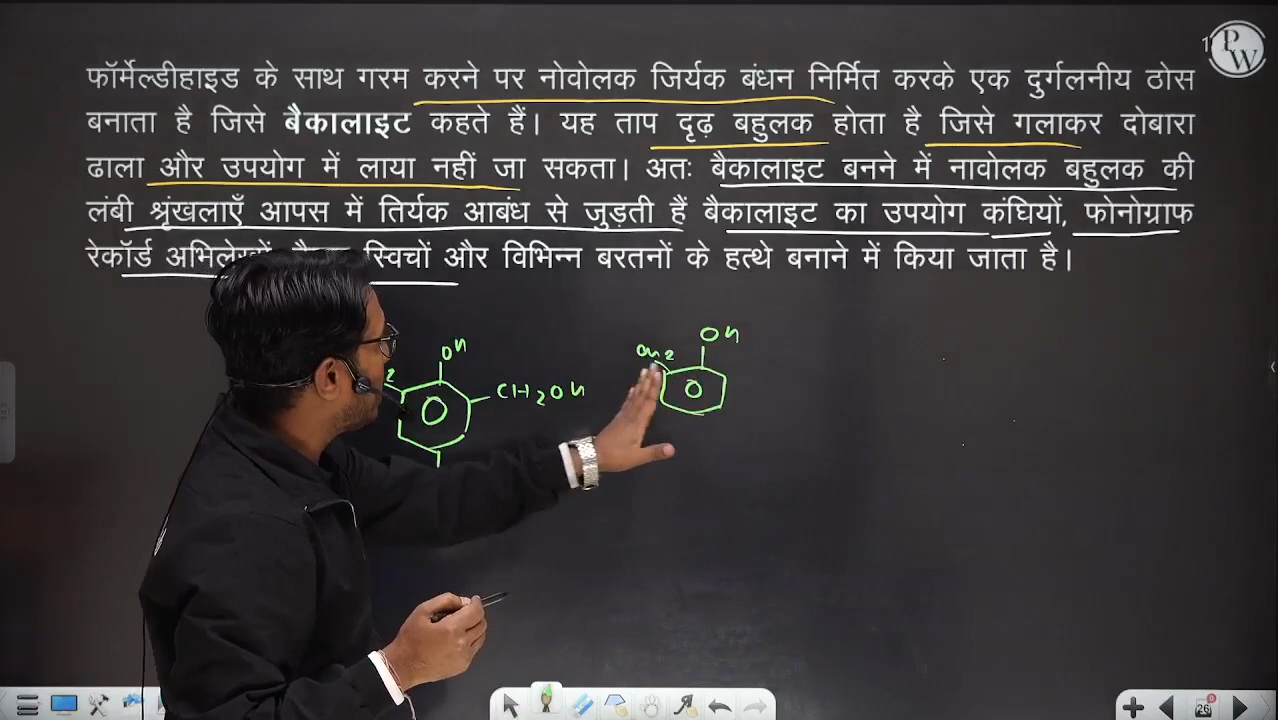 फॉर्मेल्डीहाइड के साथ गरम करने पर नोवोलक जिर्यक बंधन निर्मित करके एक दुर्गलनीय ठोस
बनाता है जिसे बैकालाइट कहते हैं। यह ताप दृढ़ बहुलक होता है जिसे गलाकर दोबारा
ढाला और उपयोग में लाया नहीं जा सकता। अतः बैकालाइट बनने में नावोलक बहुलक की
लंबी श्रृंखलाएँ आपस में तिर्यक आबंध से जुड़ती हैं बैकालाइट का उपयोग कंघियों, फोनोग्राफ
रेकॉर्ड स्विचों और विभिन्न बरतनों के हत्थे बनाने में किया जाता है।
OH
CH2OH
OH
PW
26